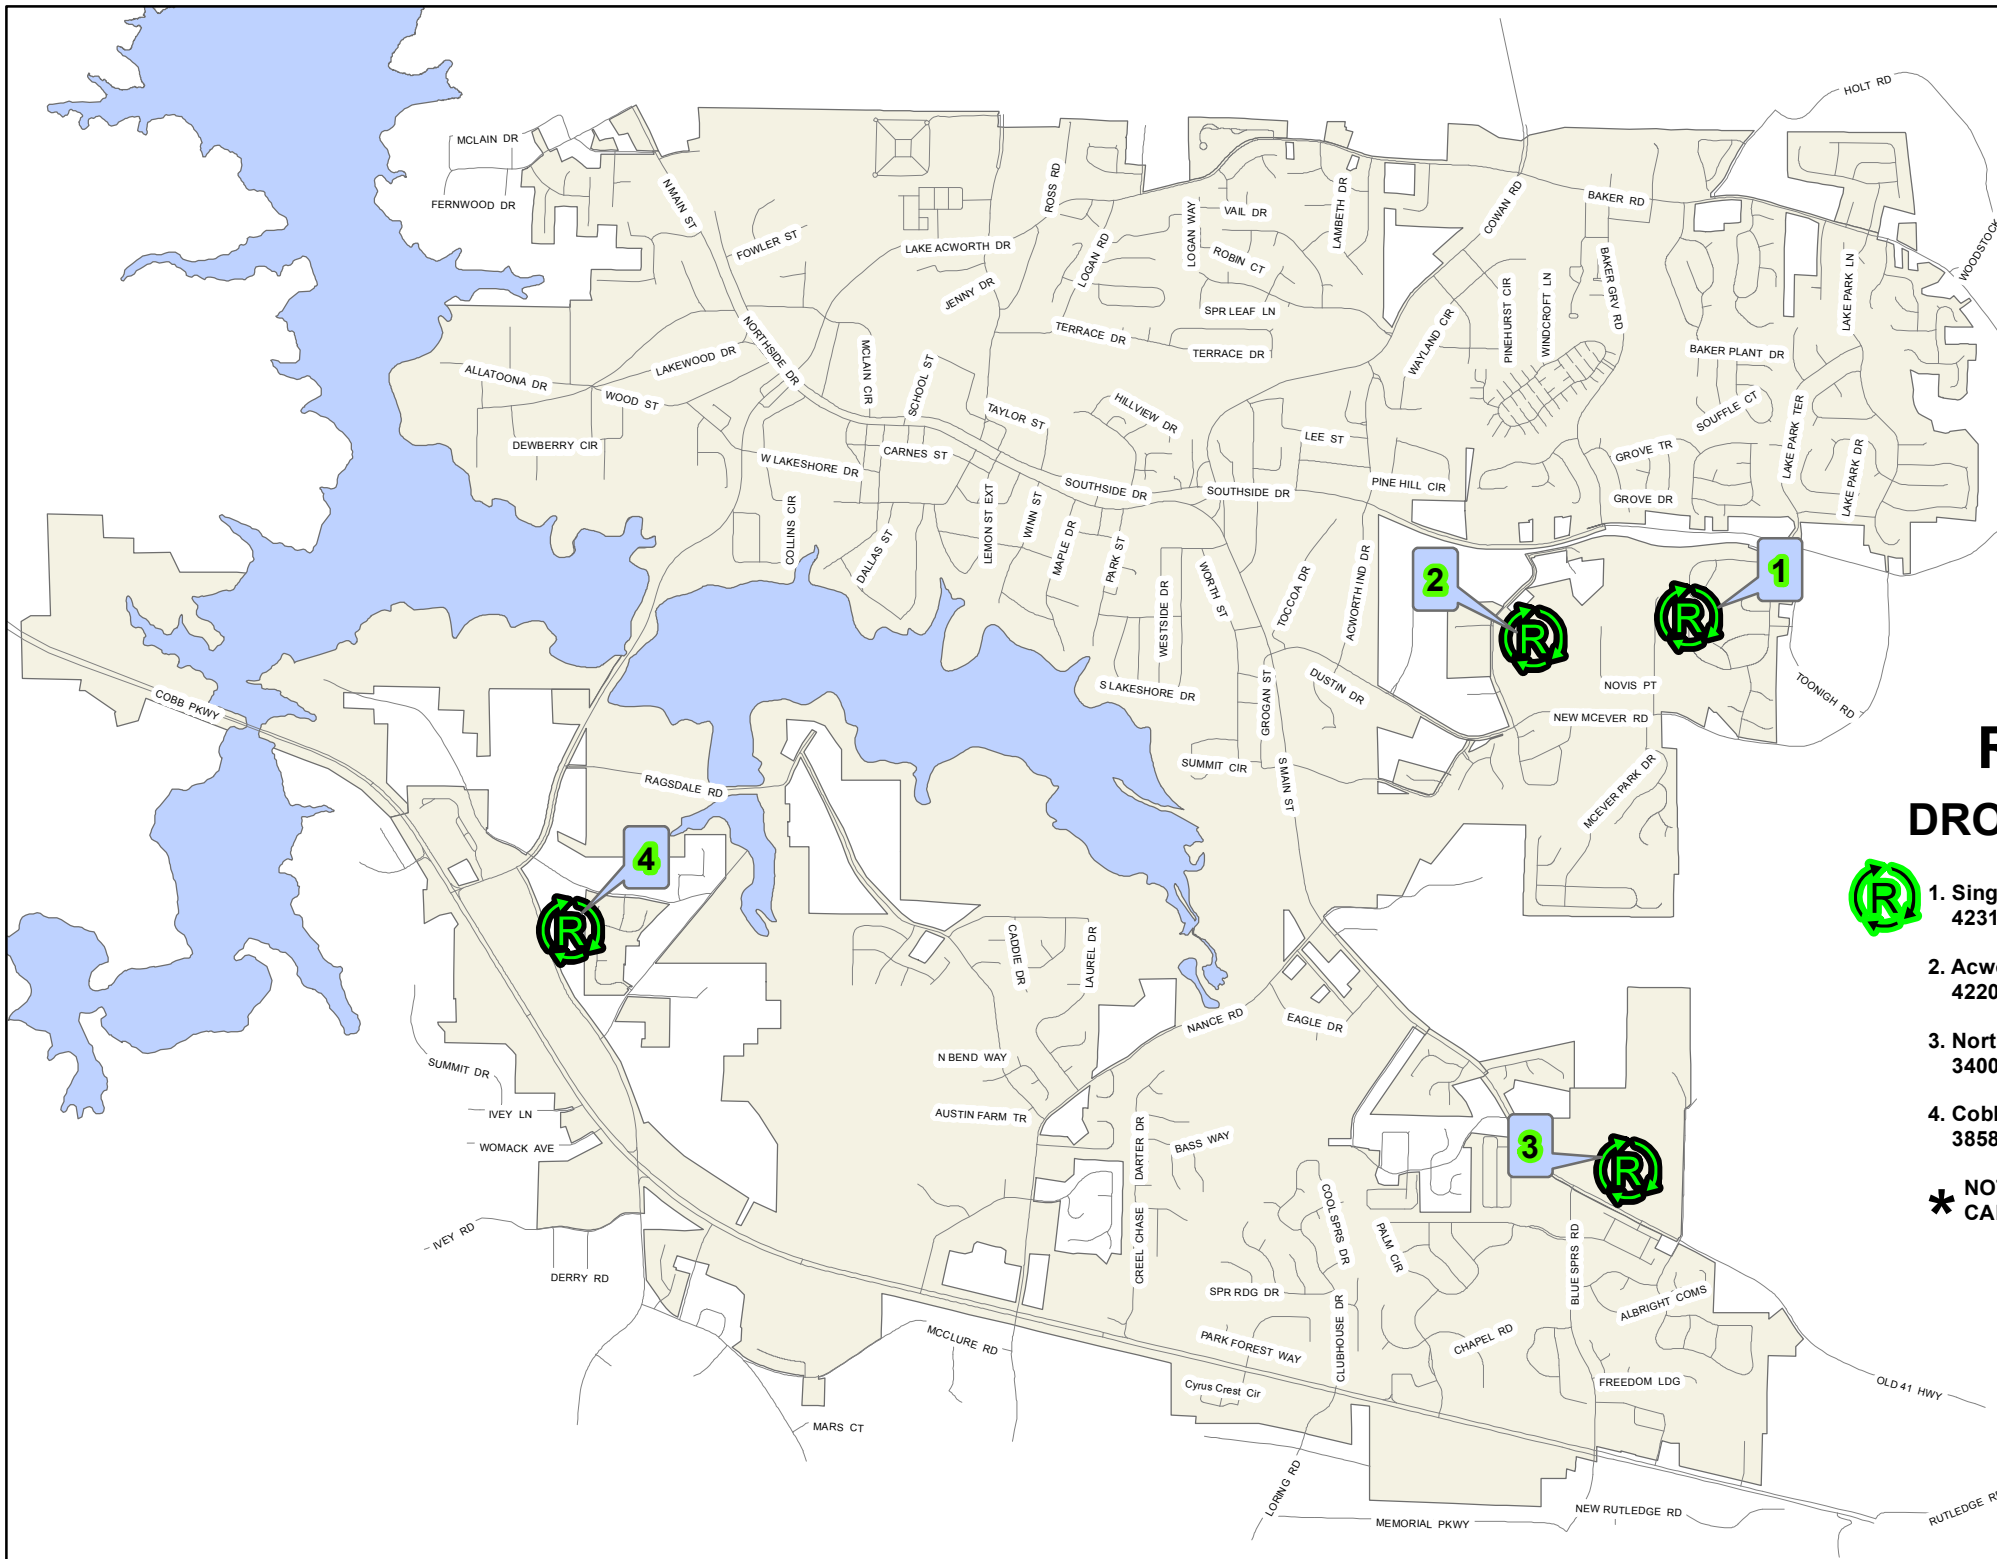 HOLT RD
MCLAIN DR
FERNWOOD DR
N MAIN ST
FOWLER ST
LAKE ACWORTH DR
ROSS RD
LOGAN RD
LOGAN WAY
VAIL DR
ROBIN CT
LAMBETH DR
COWAN RD
BAKER RD
WOODSTOCK
JENNY DR
SPR LEAF LN
TERRACE DR
TERRACE DR
WAYLAND CIR
PINEHURST CIR
WINDCROFT LN
BAKER GRV RD
LAKE PARK LN
BAKER PLANT DR
NORTHSIDE DR
LAKEWOOD DR
ALLATOONA DR
WOOD ST
MCLAIN CIR
SCHOOL ST
TAYLOR ST
HILLVIEW DR
LEE ST
SOUFFLE CT
LAKE PARK TER
GROVE TR
LAKE PARK DR
DEWBERRY CIR
W LAKESHORE DR
CARNES ST
SOUTHSIDE DR
SOUTHSIDE DR
PINE HILL CIR
GROVE DR
COLLINS CIR
DALLAS ST
LEMON ST EXT
WINN ST
MAPLE DR
PARK ST
WESTSIDE DR
WORTH ST
TOCCOA DR
ACWORTH IND DR
2
R
1
R
S LAKESHORE DR
GROGAN ST
DUSTIN DR
NOVIS PT
NEW MCEVER RD
TOONIGH RD
COBB PKWY
RAGSDALE RD
SUMMIT CIR
S MAIN ST
MCEVER PARK DR
R
DRO
4
R
R
1. Sing
4231
2. Acw
4220
3. Nort
3400
4. Cobb
3858
CADDIE DR
LAUREL DR
NANCE RD
EAGLE DR
N BEND WAY
AUSTIN FARM TR
SUMMIT DR
IVEY LN
WOMACK AVE
DARTER DR
BASS WAY
3
R
* NOT
CA
IVEY RD
DERRY RD
CREEL CHASE
COOL SPRS DR
PALM CIR
BLUE SPRS RD
SPR RDG DR
ALBRIGHT COMS
CLUBHOUSE DR
MCCLURE RD
PARK FOREST WAY
CHAPEL RD
Cyrus Crest Cir
FREEDOM LDG
OLD 41 HWY
MARS CT
LORING RD
MEMORIAL PKWY
NEW RUTLEDGE RD
RUTLEDGE R